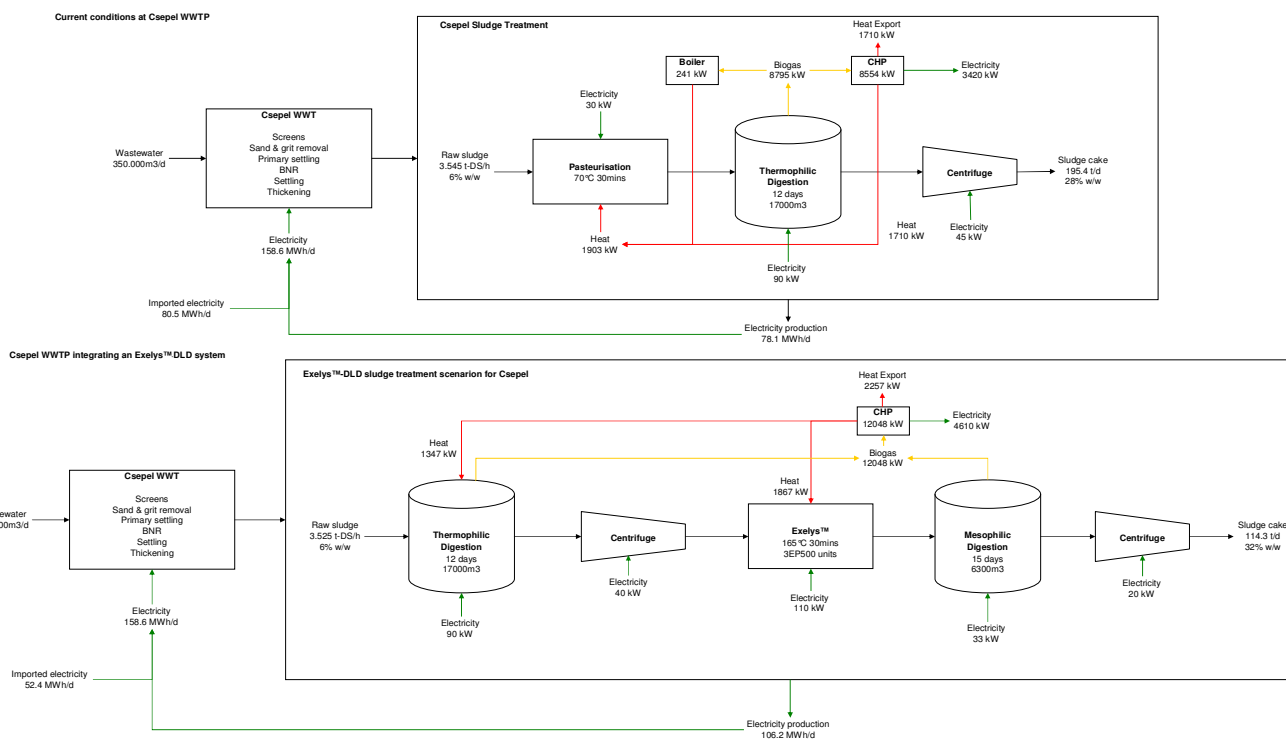 Current conditions at Csepel WWTP
Csepel Sludge Treatment
Heat Export
1710 kW
Boiler
241 kW
Biogas
8795 kW
CHP
8554 kW
Electricity
3420 kW
Electricity
30 kW
Csepel WWT
Screens
Sand & grit removal
Primary settling
BNR
Settling
Thickening
Wastewater
350.000m3/d
Raw sludge
3.545 t-DS/h
6% w/w
Pasteurisation
70°C 30mins
Thermophilic
Digestion
12 days
17000m3
Centrifuge
Sludge cake
195.4 t/d
28% w/w
Heat
1903 kW
Heat
1710 kW
Electricity
45 kW
Electricity
90 kW
Electricity
158.6 MWh/d
Imported electricity
80.5 MWh/d
Electricity production
78.1 MWh/d
Csepel WWTP integrating an Exelys™-DLD system
Exelys™-DLD sludge treatment scenarion for Csepel
Heat Export
2257 kW
CHP
12048 kW
Electricity
4610 kW
Heat
1347 kW
Biogas
12048 kW
Heat
1867 kW
Csepel WWT
Screens
Sand & grit removal
Primary settling
BNR
Settling
Thickening
ewater
00m3/d
Raw sludge
3.525 t-DS/h
6% w/w
Thermophilic
Digestion
12 days
17000m3
Centrifuge
Exelys™
165°C 30mins
3EP500 units
Mesophilic
Digestion
15 days
6300m3
Centrifuge
Sludge cake
114.3 t/d
32% w/w
Electricity
40 kW
Electricity
110 kW
Electricity
20 kW
Electricity
90 kW
Electricity
33 kW
Electricity
158.6 MWh/d
Imported electricity
52.4 MWh/d
Electricity production
106.2 MWh/d